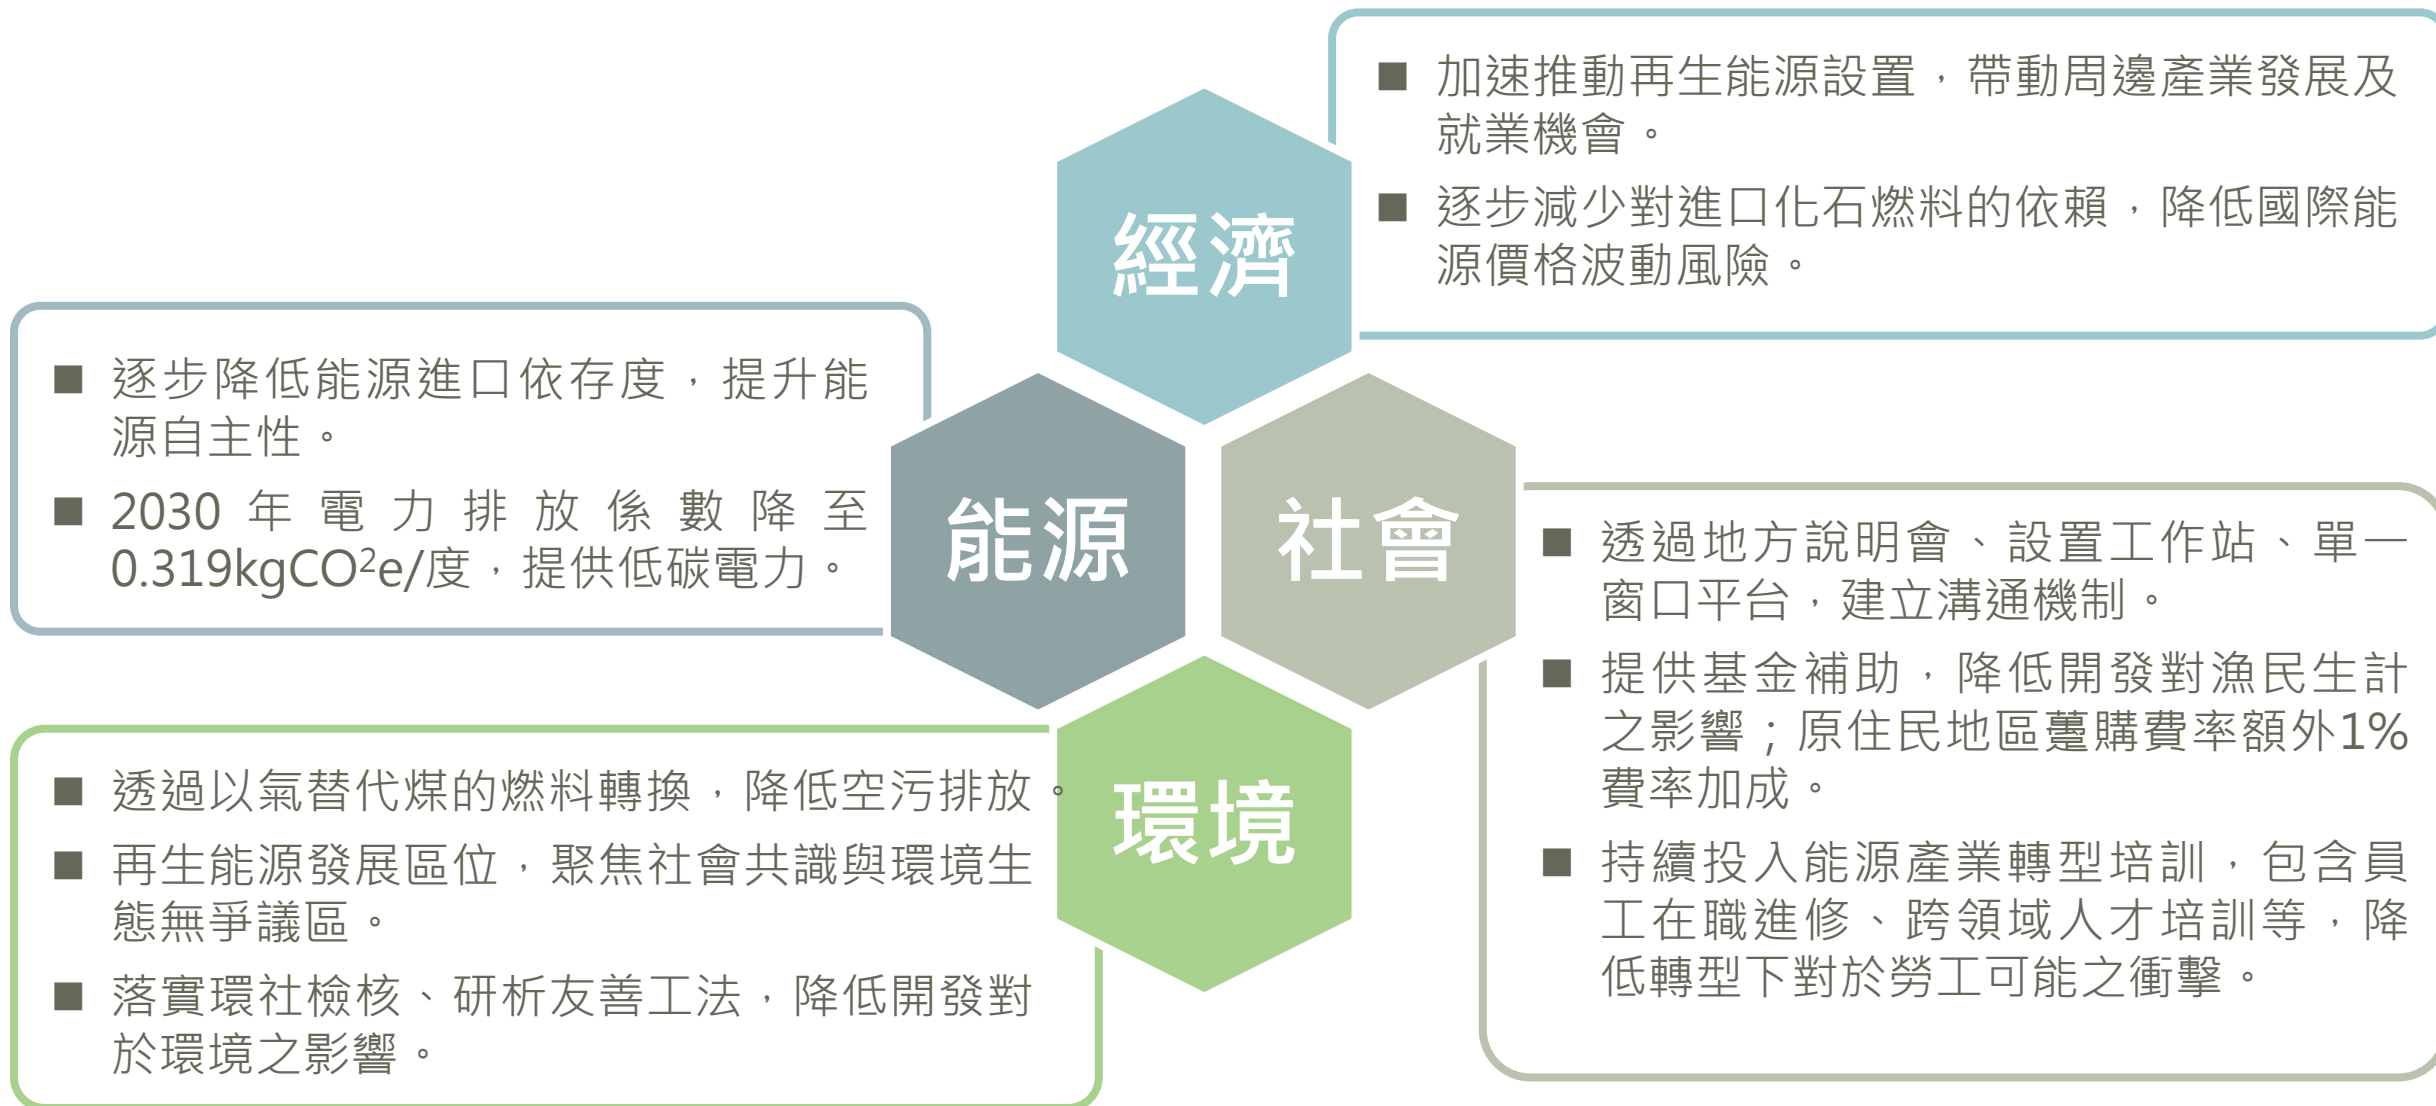 經濟
■ 加速推動再生能源設置，帶動周邊產業發展及
就業機會。
■ 逐步減少對進口化石燃料的依賴，降低國際能
源價格波動風險。
能源
■ 逐步降低能源進口依存度，提升能
源自主性。
■ 2030年電力排放係數降至
0.319kgCO²e/度，提供低碳電力。
社會
■ 透過地方說明會、設置工作站、單一
窗口平台，建立溝通機制。
■ 提供基金補助，降低開發對漁民生計
之影響；原住民地區躉購費率額外1%
費率加成。
■ 持續投入能源產業轉型培訓，包含員
工在職進修、跨領域人才培訓等，降
低轉型下對於勞工可能之衝擊。
環境
■ 透過以氣替代煤的燃料轉換，降低空污排放。
■ 再生能源發展區位，聚焦社會共識與環境生
態無爭議區。
■ 落實環社檢核、研析友善工法，降低開發對
於環境之影響。